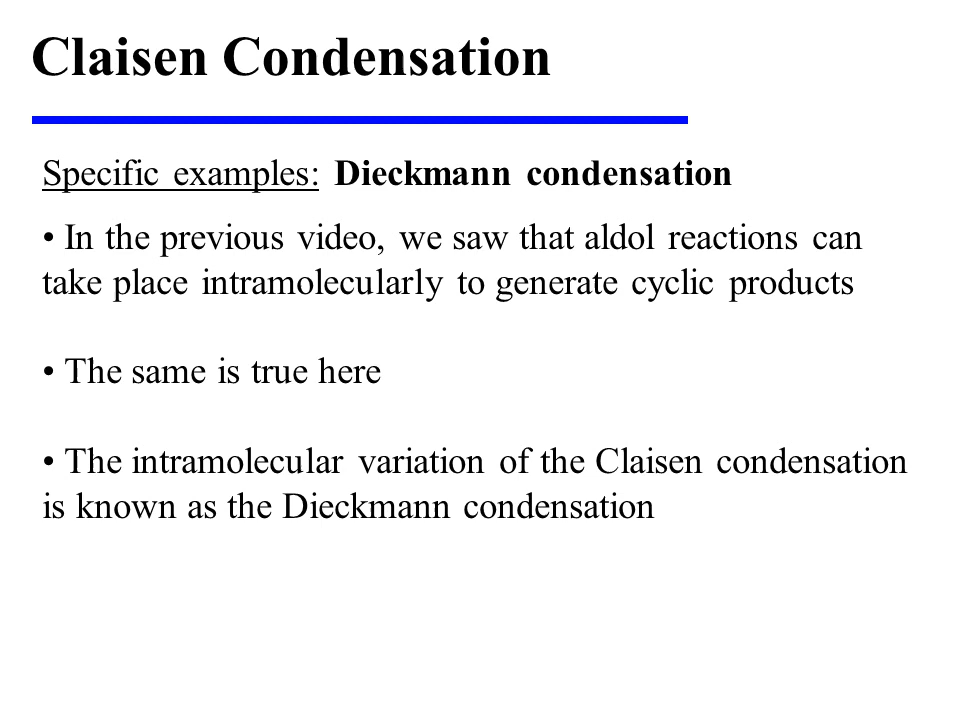 Claisen Condensation
Specific examples: Dieckmann condensation
• In the previous video, we saw that aldol reactions can
take place intramolecularly to generate cyclic products
• The same is true here
• The intramolecular variation of the Claisen condensation
is known as the Dieckmann condensation